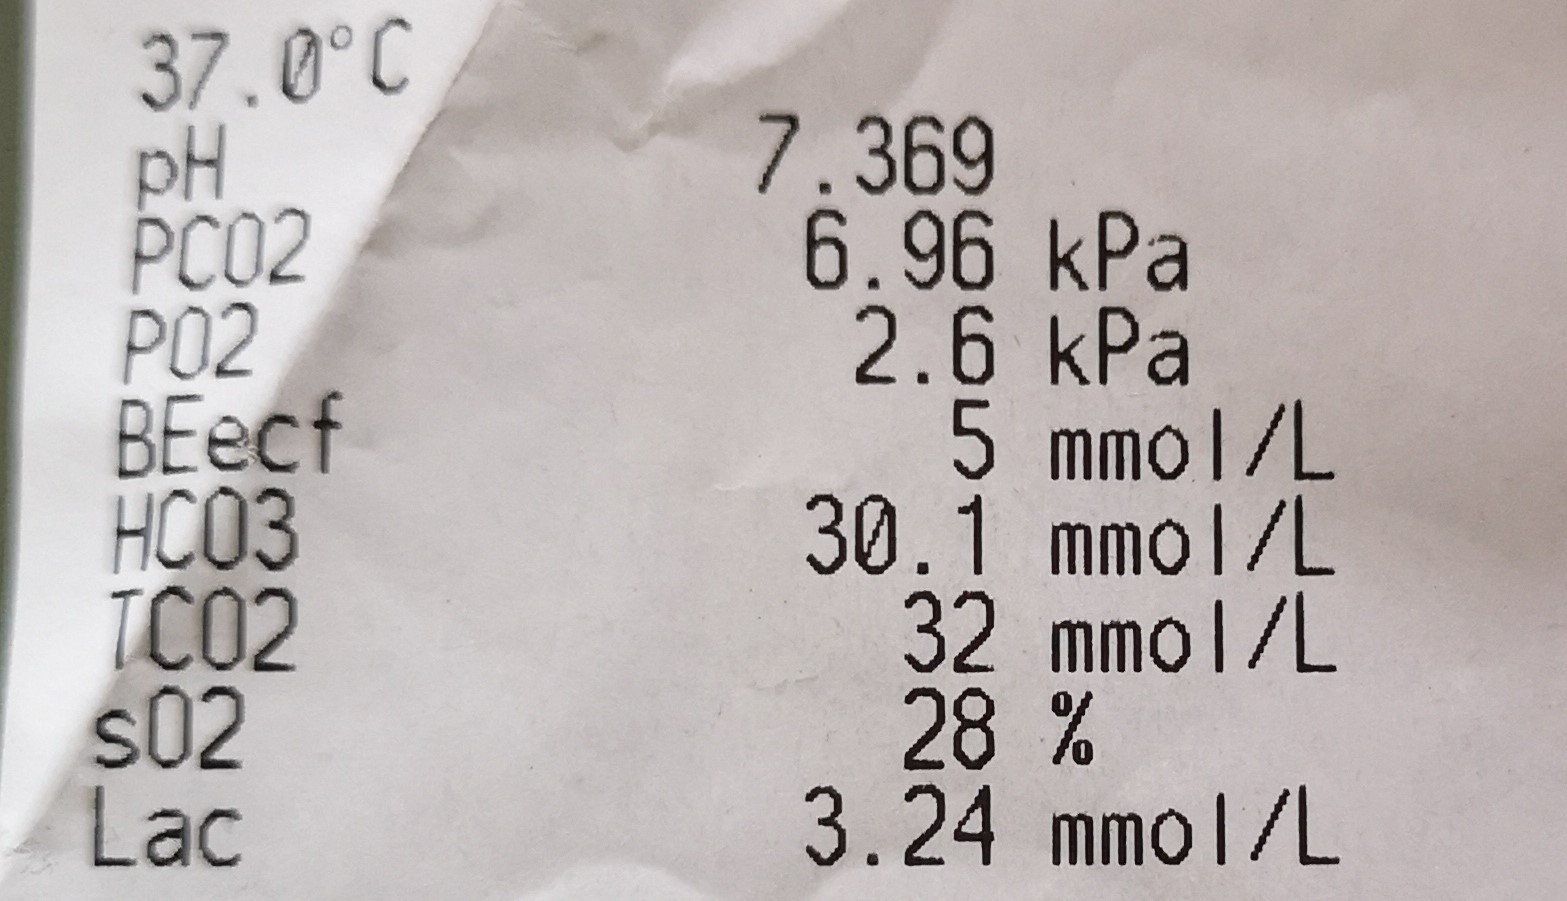 37.0°C
pH 7.369
PCO2 6.96 kPa
PO2 2.6 kPa
BEecf 5 mmol/L
HCO3 30.1 mmol/L
TCO2 32 mmol/L
sO2 28 %
Lac 3.24 mmol/L